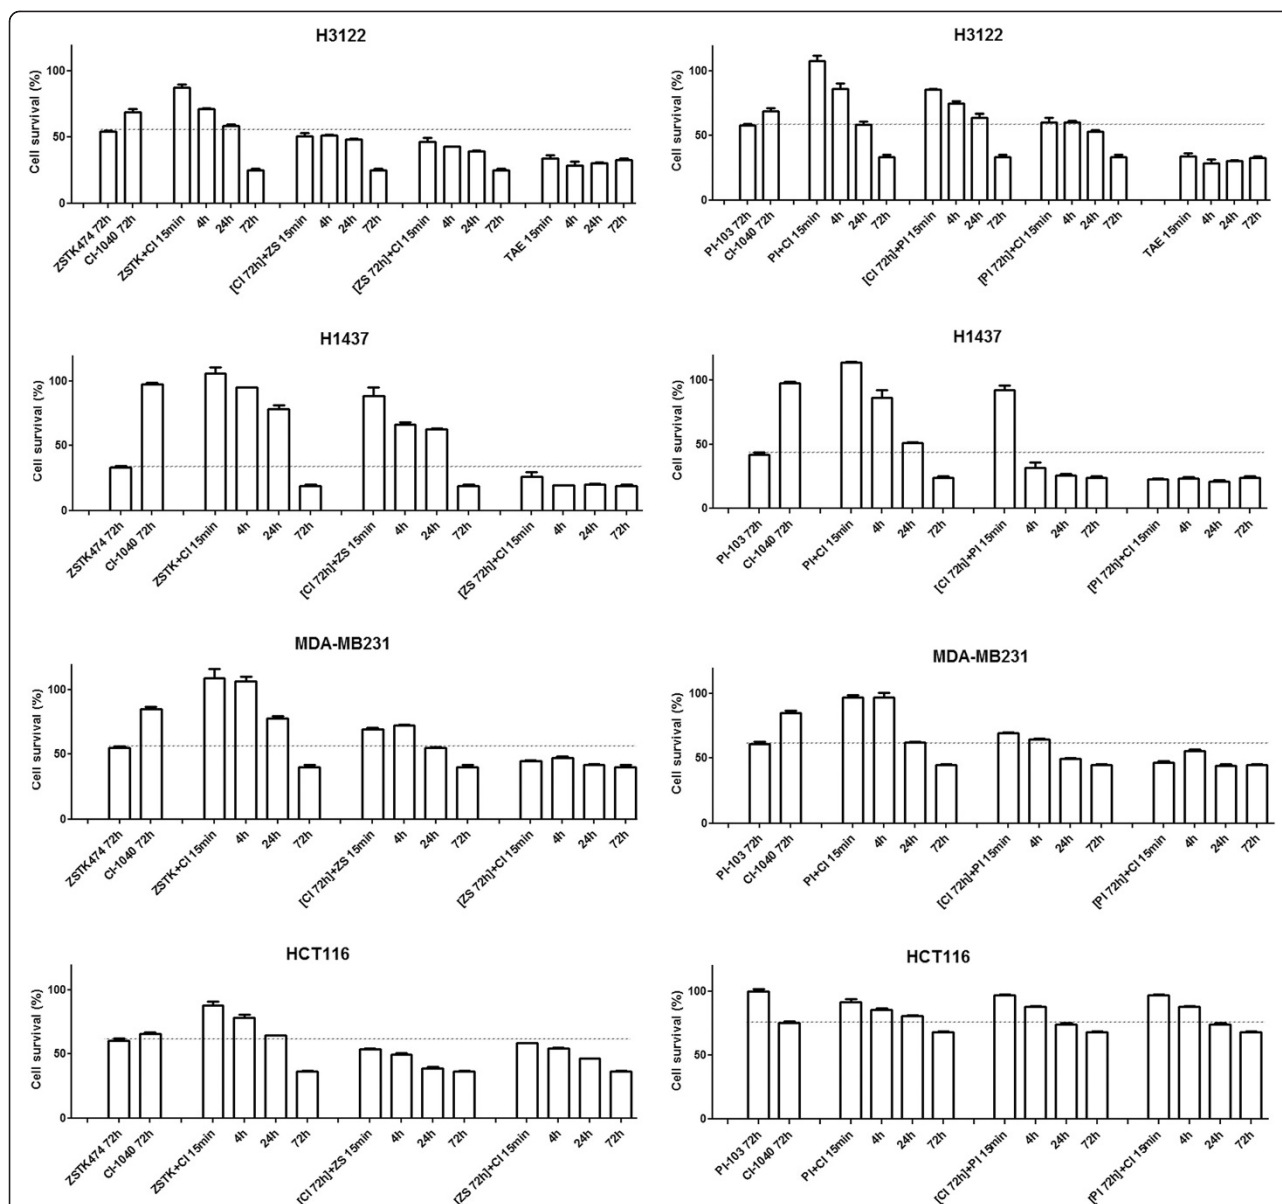 H3122
Cell survival (%)
100
50
0
ZSTK474 72h
CI-1040 72h
ZSTK+CI 15min
4h
24h
72h
[CI 72h]+ZS 15min
4h
24h
72h
[ZS 72h]+CI 15min
4h
24h
72h
TAE 15min
4h
24h
72h
H3122
Cell survival (%)
100
50
0
PI-103 72h
CI-1040 72h
PI+CI 15min
4h
24h
72h
[CI 72h]+PI 15min
4h
24h
72h
[PI 72h]+CI 15min
4h
24h
72h
TAE 15min
4h
24h
72h
H1437
Cell survival (%)
100
50
0
ZSTK474 72h
CI-1040 72h
ZSTK+CI 15min
4h
24h
72h
[CI 72h]+ZS 15min
4h
24h
72h
[ZS 72h]+CI 15min
4h
24h
72h
H1437
Cell survival (%)
100
50
0
PI-103 72h
CI-1040 72h
PI+CI 15min
4h
24h
72h
[CI 72h]+PI 15min
4h
24h
72h
[PI 72h]+CI 15min
4h
24h
72h
MDA-MB231
Cell survival (%)
100
50
0
ZSTK474 72h
CI-1040 72h
ZSTK+CI 15min
4h
24h
72h
[CI 72h]+ZS 15min
4h
24h
72h
[ZS 72h]+CI 15min
4h
24h
72h
MDA-MB231
Cell survival (%)
100
50
0
PI-103 72h
CI-1040 72h
PI+CI 15min
4h
24h
72h
[CI 72h]+PI 15min
4h
24h
72h
[PI 72h]+CI 15min
4h
24h
72h
HCT116
Cell survival (%)
100
50
0
ZSTK474 72h
CI-1040 72h
ZSTK+CI 15min
4h
24h
72h
[CI 72h]+ZS 15min
4h
24h
72h
[ZS 72h]+CI 15min
4h
24h
72h
HCT116
Cell survival (%)
100
50
0
PI-103 72h
CI-1040 72h
PI+CI 15min
4h
24h
72h
[CI 72h]+PI 15min
4h
24h
72h
[PI 72h]+CI 15min
4h
24h
72h